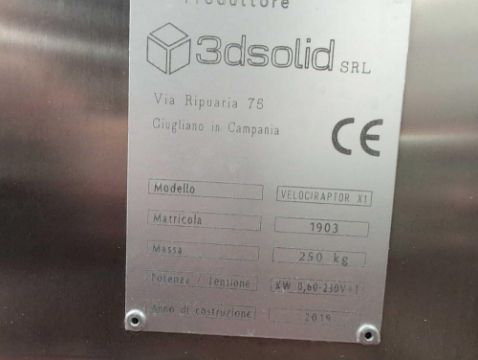 Produttore
3dsolid SRL
Via Ripuaria 75
Giugliano in Campania
CE
Modello VELOCIRAPTOR X1
Matricola 1903
Massa 250 kg
Potenza / Tensione KW 0,60-230V-1
Anno di costruzione 2019